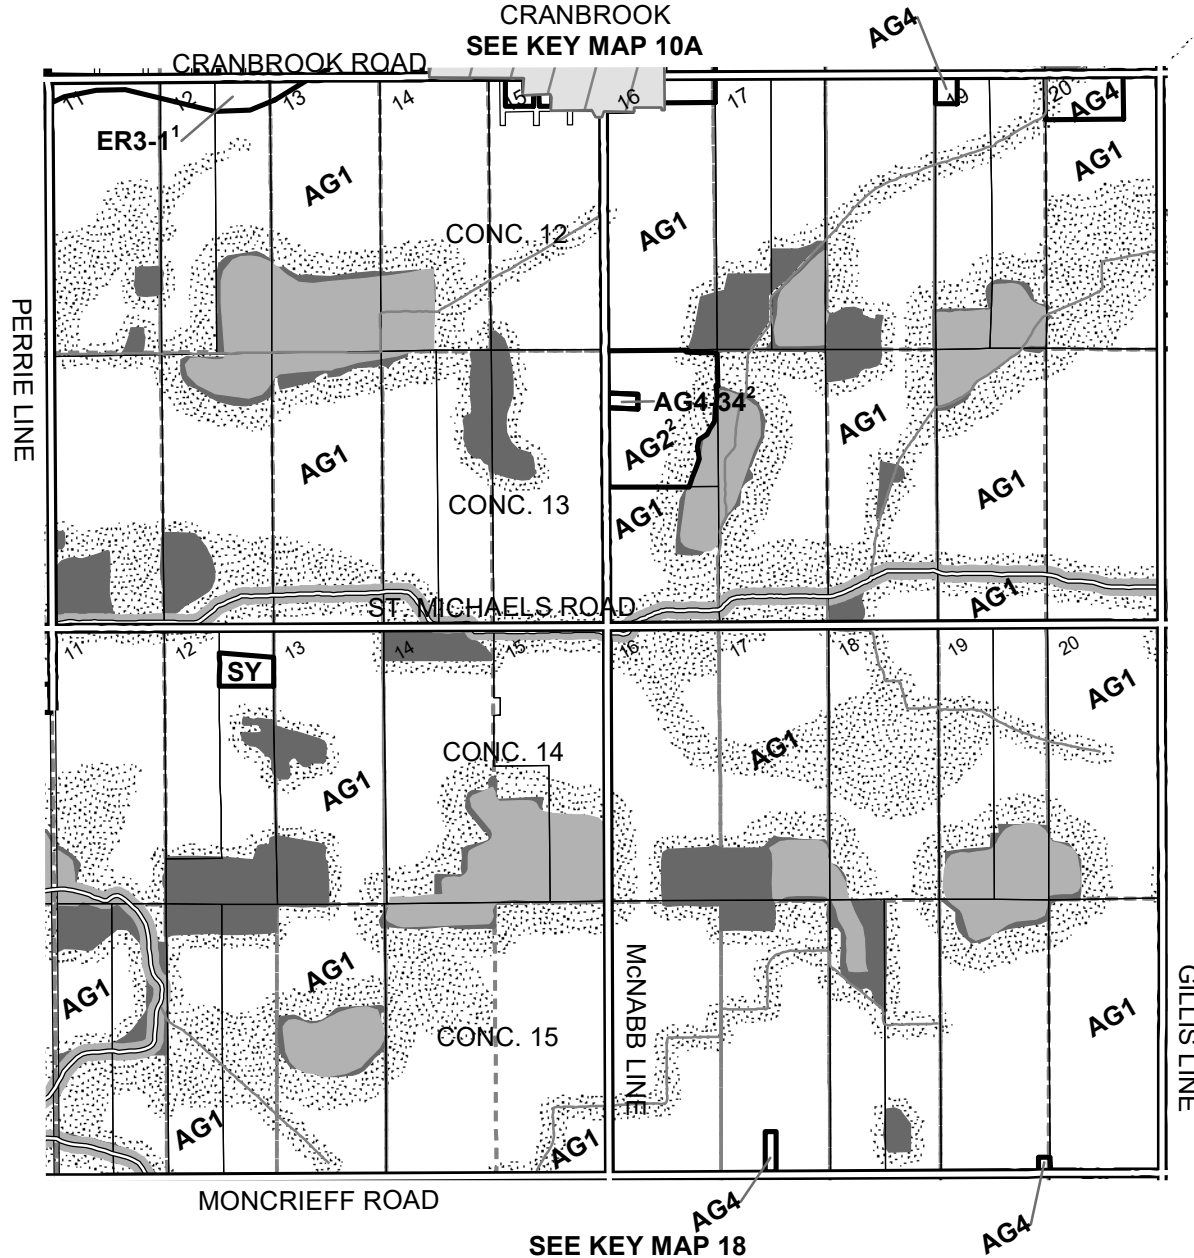 CRANBROOK
SEE KEY MAP 10A
AG4
CRANBROOK ROAD
11
12
13
14
15
16
17
19
20
AG4
ER3-1¹
AG1
AG1
AG1
CONC. 12
PERRIE LINE
AG4-34²
AG2²
AG1
AG1
AG1
CONC. 13
AG1
ST. MICHAELS ROAD
AG1
11
12
13
14
15
16
17
18
19
20
SY
AG1
CONC. 14
AG1
AG1
McNABB LINE
GILLIS LINE
AG1
AG1
AG1
CONC. 15
AG1
AG1
MONCRIEFF ROAD
AG4
AG4
SEE KEY MAP 18